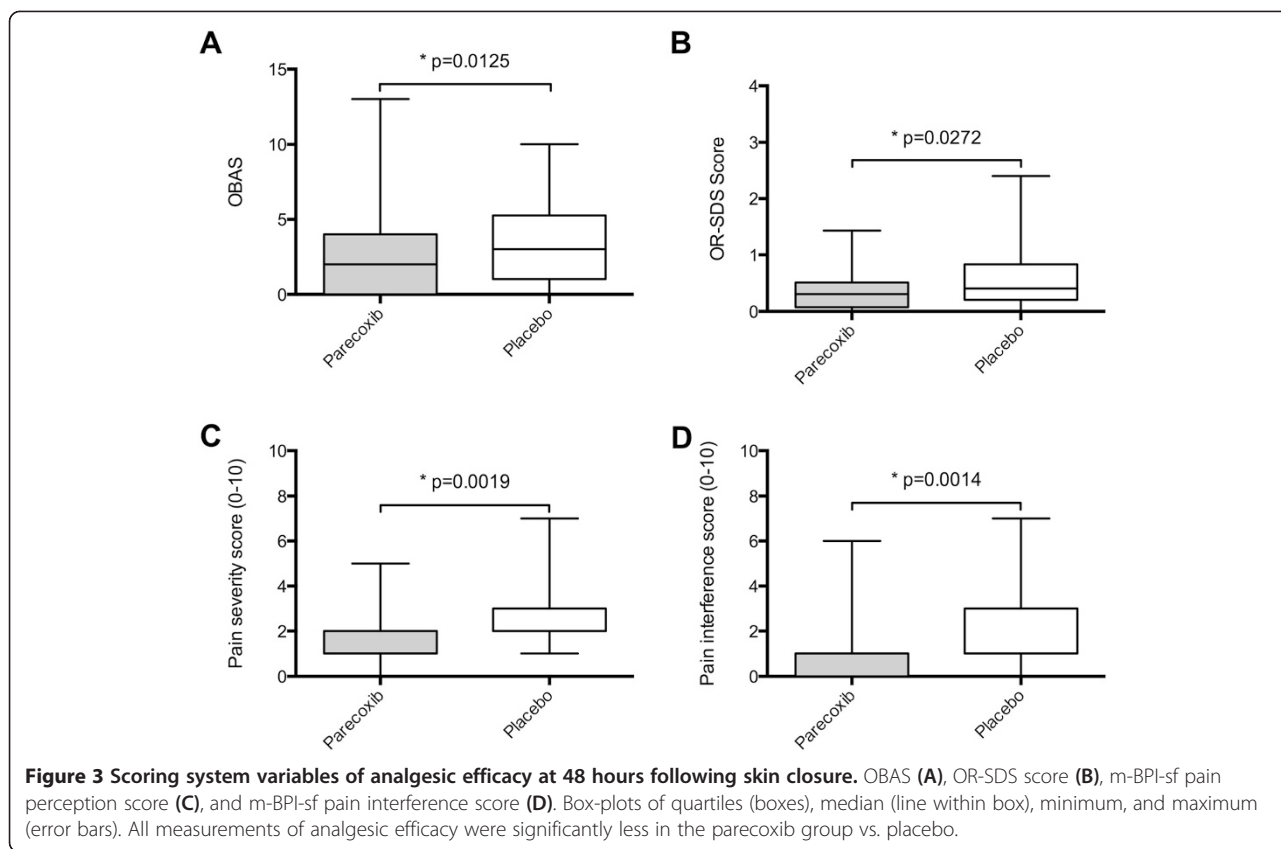 A
* p=0.0125
15
10
5
0
OBAS
Parecoxib
Placebo
B
* p=0.0272
4
3
2
1
0
OR-SDS Score
Parecoxib
Placebo
C
* p=0.0019
10
8
6
4
2
0
Pain severity score (0-10)
Parecoxib
Placebo
D
* p=0.0014
10
8
6
4
2
0
Pain interference score (0-10)
Parecoxib
Placebo
Figure 3 Scoring system variables of analgesic efficacy at 48 hours following skin closure. OBAS (A), OR-SDS score (B), m-BPI-sf pain
perception score (C), and m-BPI-sf pain interference score (D). Box-plots of quartiles (boxes), median (line within box), minimum, and maximum
(error bars). All measurements of analgesic efficacy were significantly less in the parecoxib group vs. placebo.